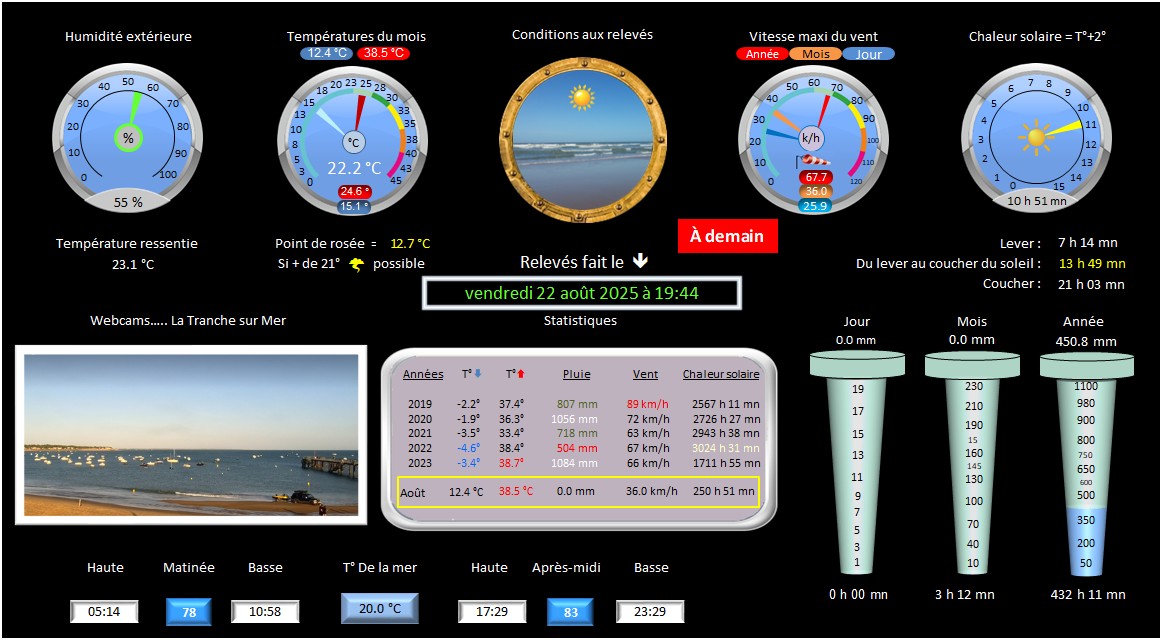 Humidité extérieure
Températures du mois
12.4 °C 38.5 °C
Conditions aux relevés
Vitesse maxi du vent
Année Mois Jour
Chaleur solaire = T°+2°
0 10 20 30 40 50 60 70 80 90 100
%
55 %
0 3 5 8 10 13 15 18 20 23 25 28 30 33 35 38 40 43 45
°C
22.2 °C
24.6 °
15.1 °
0 10 20 30 40 50 60 70 80 90 100 110 120
k/h
67.7
36.0
25.9
0 1 2 3 4 5 6 7 8 9 10 11 12 13 14 15
10 h 51 mn
Température ressentie
23.1 °C
Point de rosée = 12.7 °C
Si + de 21° possible
À demain
Relevés fait le
vendredi 22 août 2025 à 19:44
Lever : 7 h 14 mn
Du lever au coucher du soleil : 13 h 49 mn
Coucher : 21 h 03 mn
Webcams..... La Tranche sur Mer
Statistiques
Années T° T° Pluie Vent Chaleur solaire
2019 -2.2° 37.4° 807 mm 89 km/h 2567 h 11 mn
2020 -1.9° 36.3° 1056 mm 72 km/h 2726 h 27 mn
2021 -3.5° 33.4° 718 mm 63 km/h 2943 h 38 mn
2022 -4.6° 38.4° 504 mm 67 km/h 3024 h 31 mn
2023 -3.4° 38.7° 1084 mm 66 km/h 1711 h 55 mn
Août 12.4 °C 38.5 °C 0.0 mm 36.0 km/h 250 h 51 mn
Jour
0.0 mm
19
17
15
13
11
9
7
5
3
1
0 h 00 mn
Mois
0.0 mm
230
210
190
15
160
145
130
100
70
40
10
3 h 12 mn
Année
450.8 mm
1100
980
900
800
750
650
600
500
350
200
50
432 h 11 mn
Haute Matinée Basse T° De la mer Haute Après-midi Basse
05:14 78 10:58 20.0 °C 17:29 83 23:29